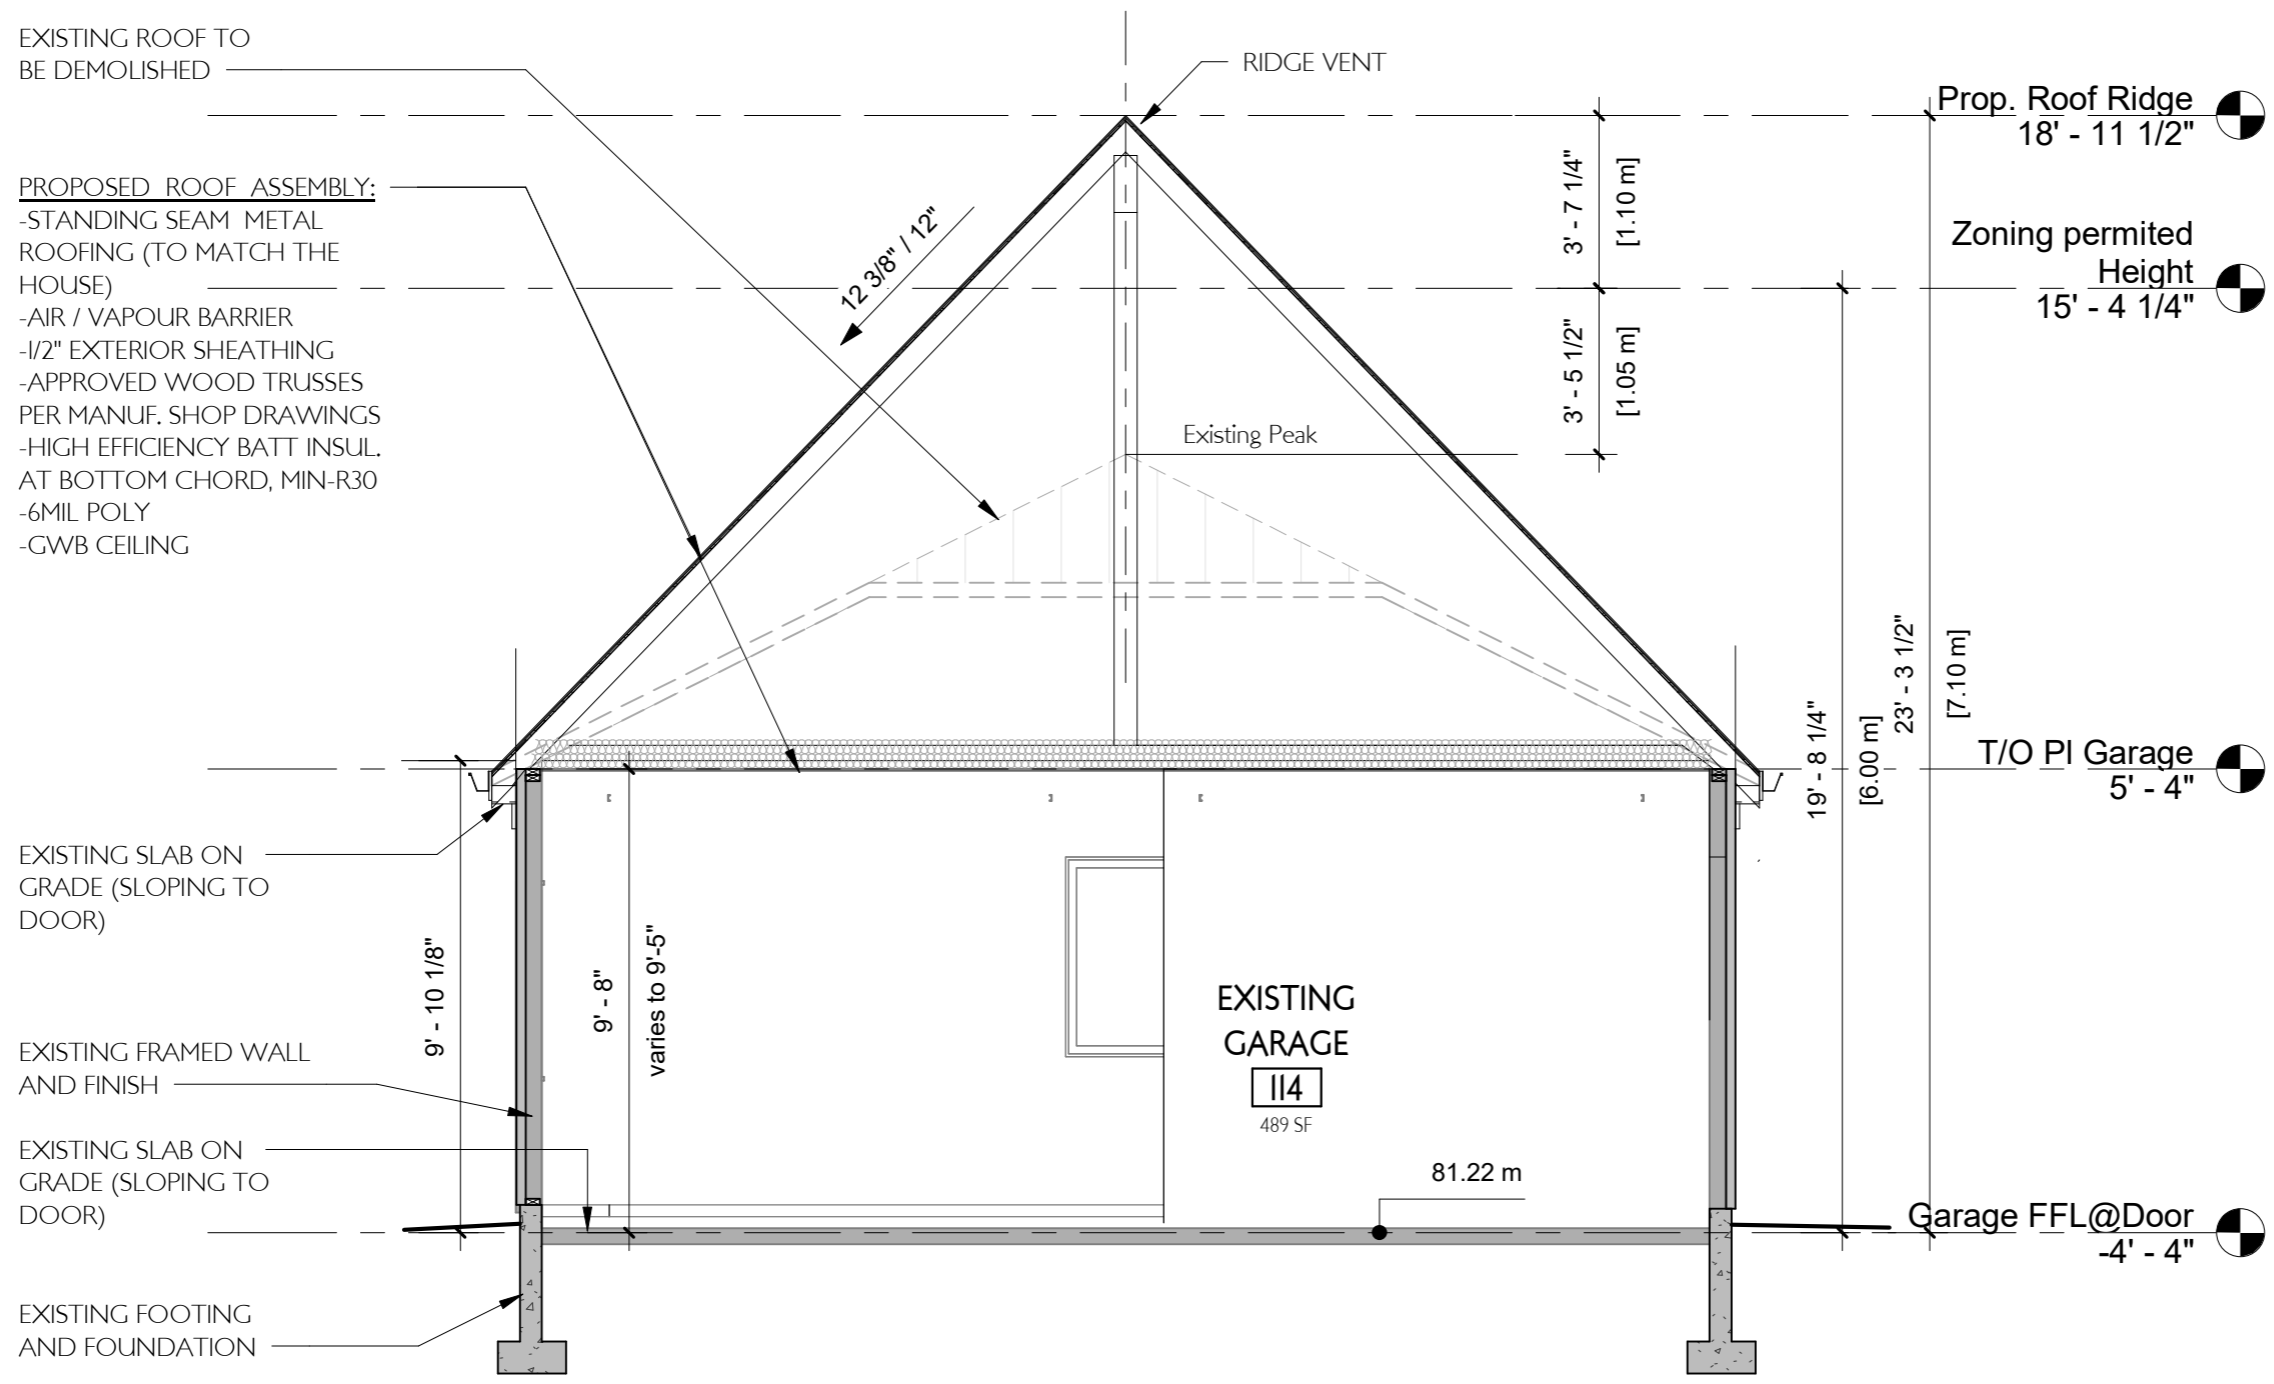 EXISTING ROOF TO
BE DEMOLISHED
RIDGE VENT
Prop. Roof Ridge
18' - 11 1/2"
PROPOSED ROOF ASSEMBLY:
-STANDING SEAM METAL
ROOFING (TO MATCH THE
HOUSE)
-AIR / VAPOUR BARRIER
-1/2" EXTERIOR SHEATHING
-APPROVED WOOD TRUSSES
PER MANUF. SHOP DRAWINGS
-HIGH EFFICIENCY BATT INSUL.
AT BOTTOM CHORD, MIN-R30
-6MIL POLY
-GWB CEILING
12 3/8" / 12"
3' - 7 1/4"
[1.10 m]
Zoning permited
Height
15' - 4 1/4"
3' - 5 1/2"
[1.05 m]
Existing Peak
23' - 3 1/2"
[7.10 m]
19' - 8 1/4"
[6.00 m]
T/O Pl Garage
5' - 4"
EXISTING SLAB ON
GRADE (SLOPING TO
DOOR)
9' - 10 1/8"
9' - 8"
varies to 9'-5"
EXISTING
GARAGE
114
489 SF
EXISTING FRAMED WALL
AND FINISH
EXISTING SLAB ON
GRADE (SLOPING TO
DOOR)
81.22 m
Garage FFL@Door
-4' - 4"
EXISTING FOOTING
AND FOUNDATION